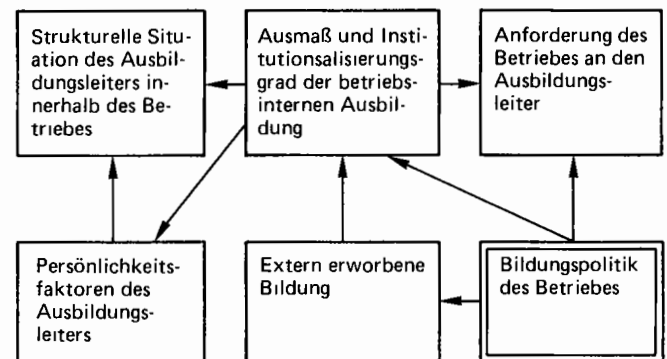 Strukturelle Situ-
ation des Ausbil-
dungsleiters in-
nerhalb des Be-
triebes
Ausmaß und Insti-
tutionsalisierungs-
grad der betriebs-
internen Ausbil-
dung
Anforderung des
Betriebes an den
Ausbildungs-
leiter
Persönlichkeits-
faktoren des
Ausbildungs-
leiters
Extern erworbene
Bildung
Bildungspolitik
des Betriebes